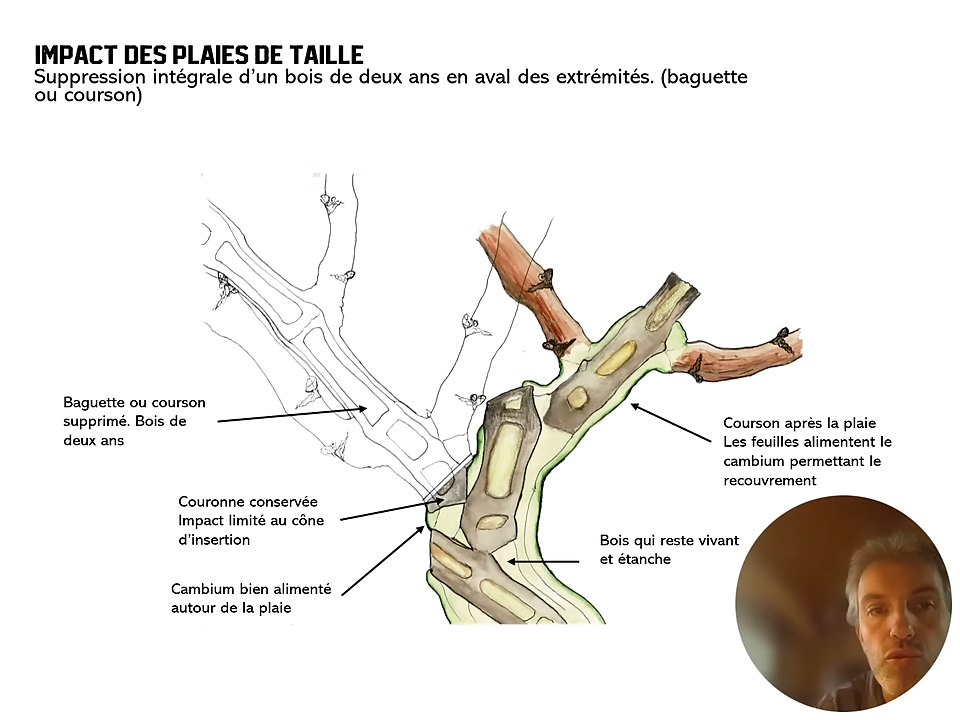 IMPACT DES PLAIES DE TAILLE
Suppression intégrale d'un bois de deux ans en aval des extrémités. (baguette
ou courson)
Baguette ou courson
supprimé. Bois de
deux ans
Couronne conservée
Impact limité au cône
d'insertion
Cambium bien alimenté
autour de la plaie
Courson après la plaie
Les feuilles alimentent le
cambium permettant le
recouvrement
Bois qui reste vivant
et étanche